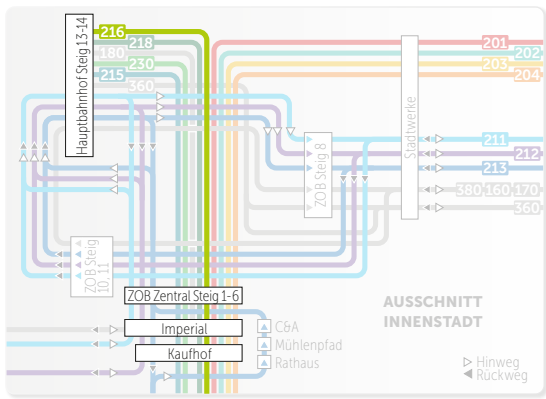 Hauptbahnhof Steig 13-14
216
218
180
230
215
360
Stadtwerke
201
202
203
204
ZOB Steig 8
211
212
213
380 160 170
360
ZOB Steig
10, 11
ZOB Zentral Steig 1-6
Imperial
Kaufhof
C&A
Mühlenpfad
Rathaus
AUSSCHNITT
INNENSTADT
Hinweg
Rückweg